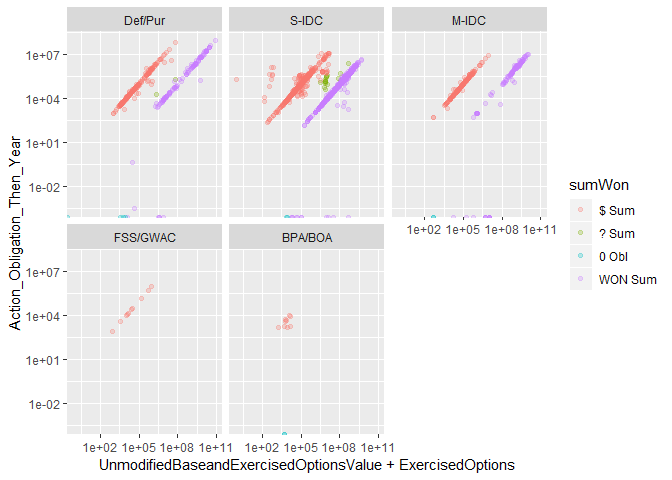 Def/Pur S-IDC M-IDC
1e+07
1e+04
1e+01
1e-02
1e+02 1e+05 1e+08 1e+11
FSS/GWAC BPA/BOA
1e+07
1e+04
1e+01
1e-02
1e+02 1e+05 1e+08 1e+11 1e+02 1e+05 1e+08 1e+11
UnmodifiedBaseandExercisedOptionsValue + ExercisedOptions
Action_Obligation_Then_Year
sumWon
$ Sum
? Sum
0 Obl
WON Sum